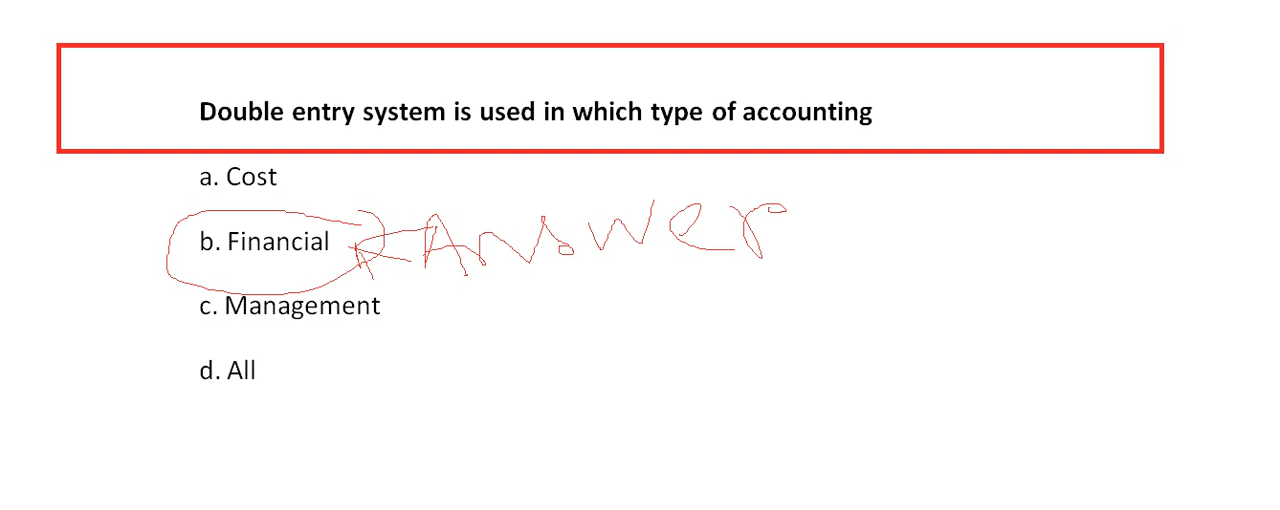 Double entry system is used in which type of accounting
a. Cost
b. Financial
Answer
c. Management
d. All